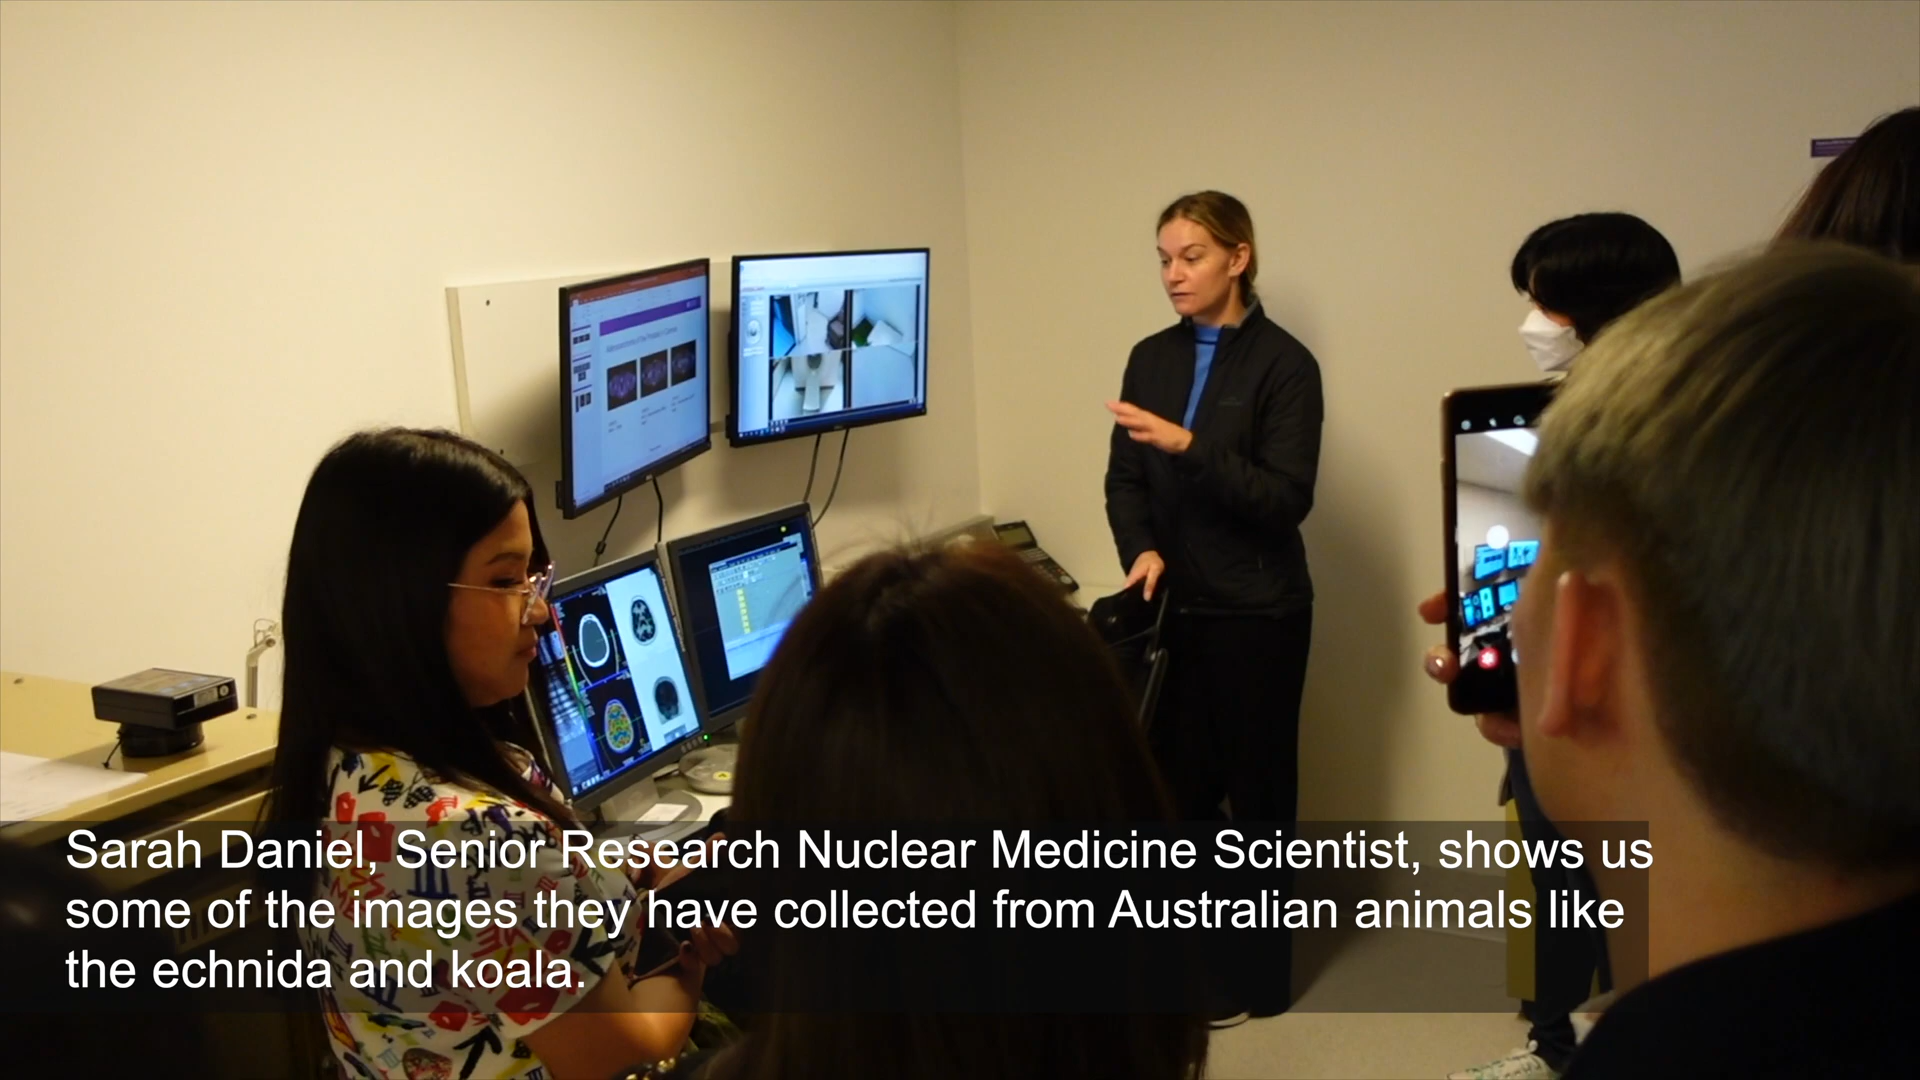 Sarah Daniel, Senior Research Nuclear Medicine Scientist, shows us
some of the images they have collected from Australian animals like
the echnida and koala.